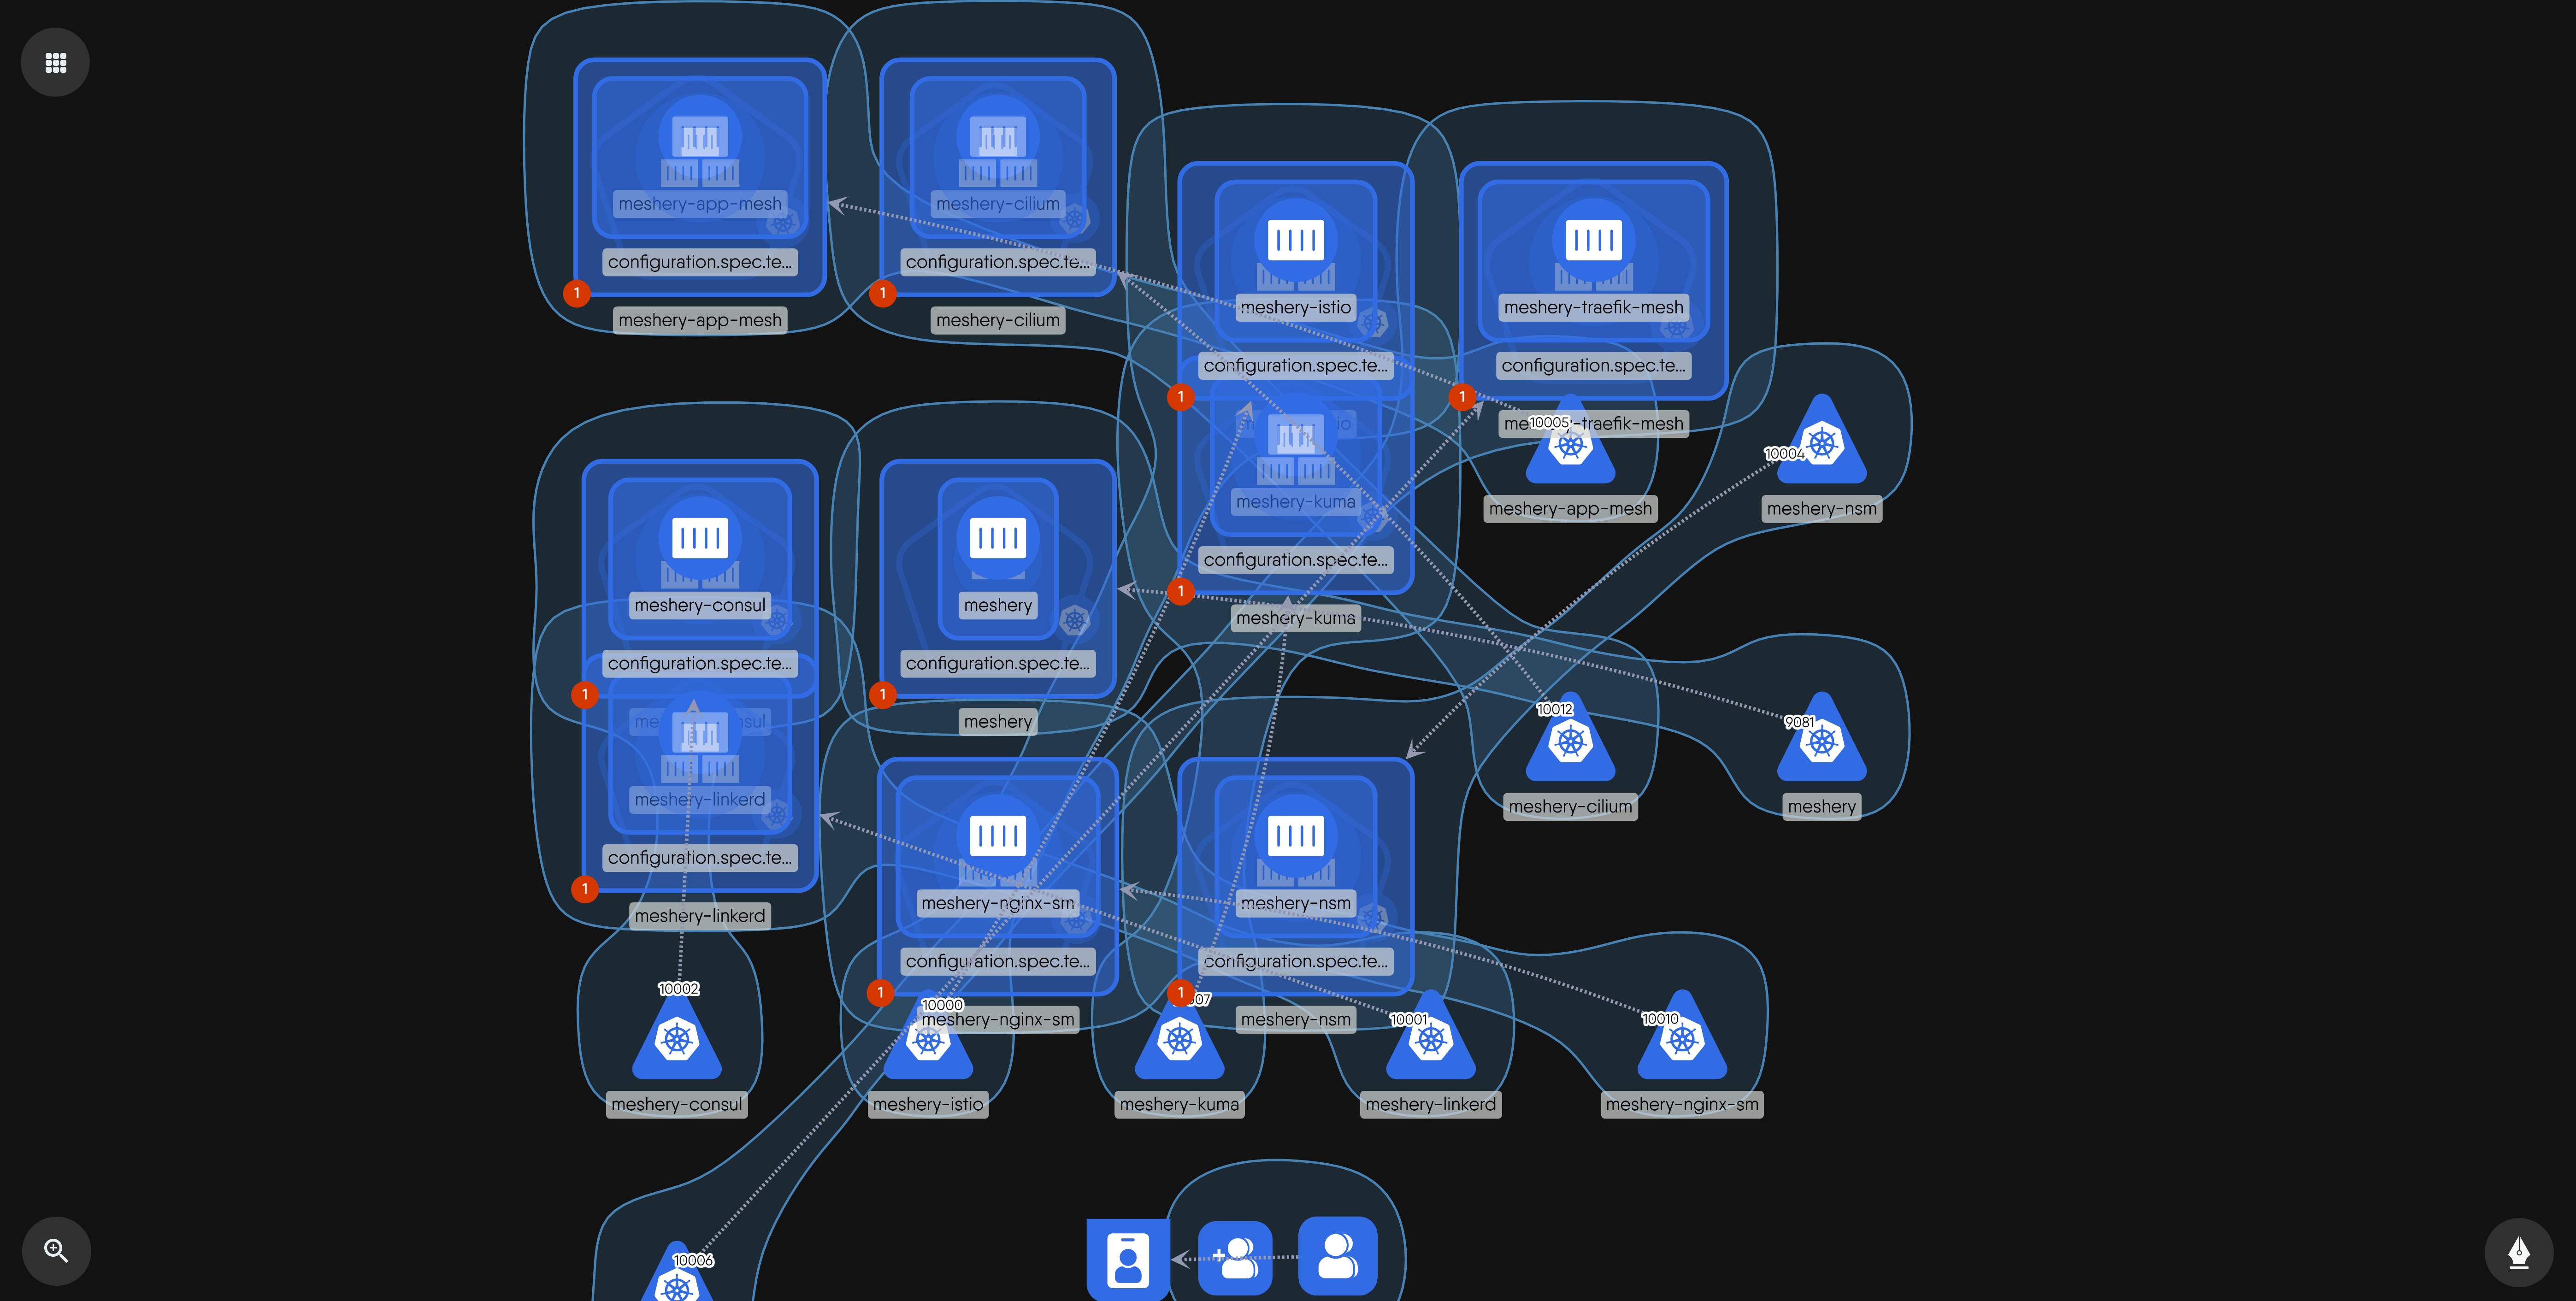 meshery-app-mesh
configuration.spec.te...
1
meshery-app-mesh
meshery-cilium
configuration.spec.te...
1
meshery-cilium
meshery-istio
configuration.spec.te...
1
meshery-traefik-mesh
configuration.spec.te...
1
10005
meshery-app-mesh
10004
meshery-nsm
meshery-kuma
configuration.spec.te...
1
meshery-kuma
meshery-consul
configuration.spec.te...
1
meshery
configuration.spec.te...
1
meshery
meshery-linkerd
configuration.spec.te...
1
meshery-linkerd
10012
meshery-cilium
9081
meshery
meshery-nginx-sm
configuration.spec.te...
1
meshery-nginx-sm
meshery-nsm
configuration.spec.te...
1
meshery-nsm
10002
meshery-consul
10000
meshery-istio
meshery-kuma
10001
meshery-linkerd
10010
meshery-nginx-sm
10006